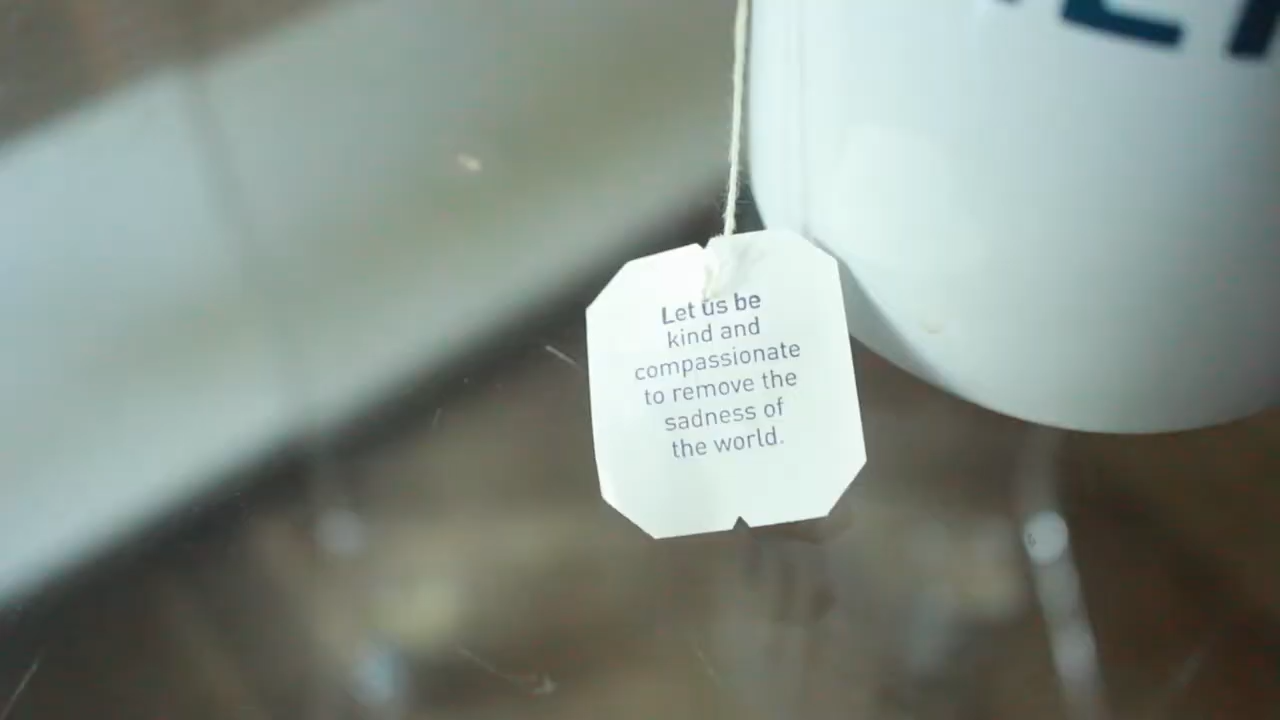 Let us be
kind and
compassionate
to remove the
sadness of
the world.